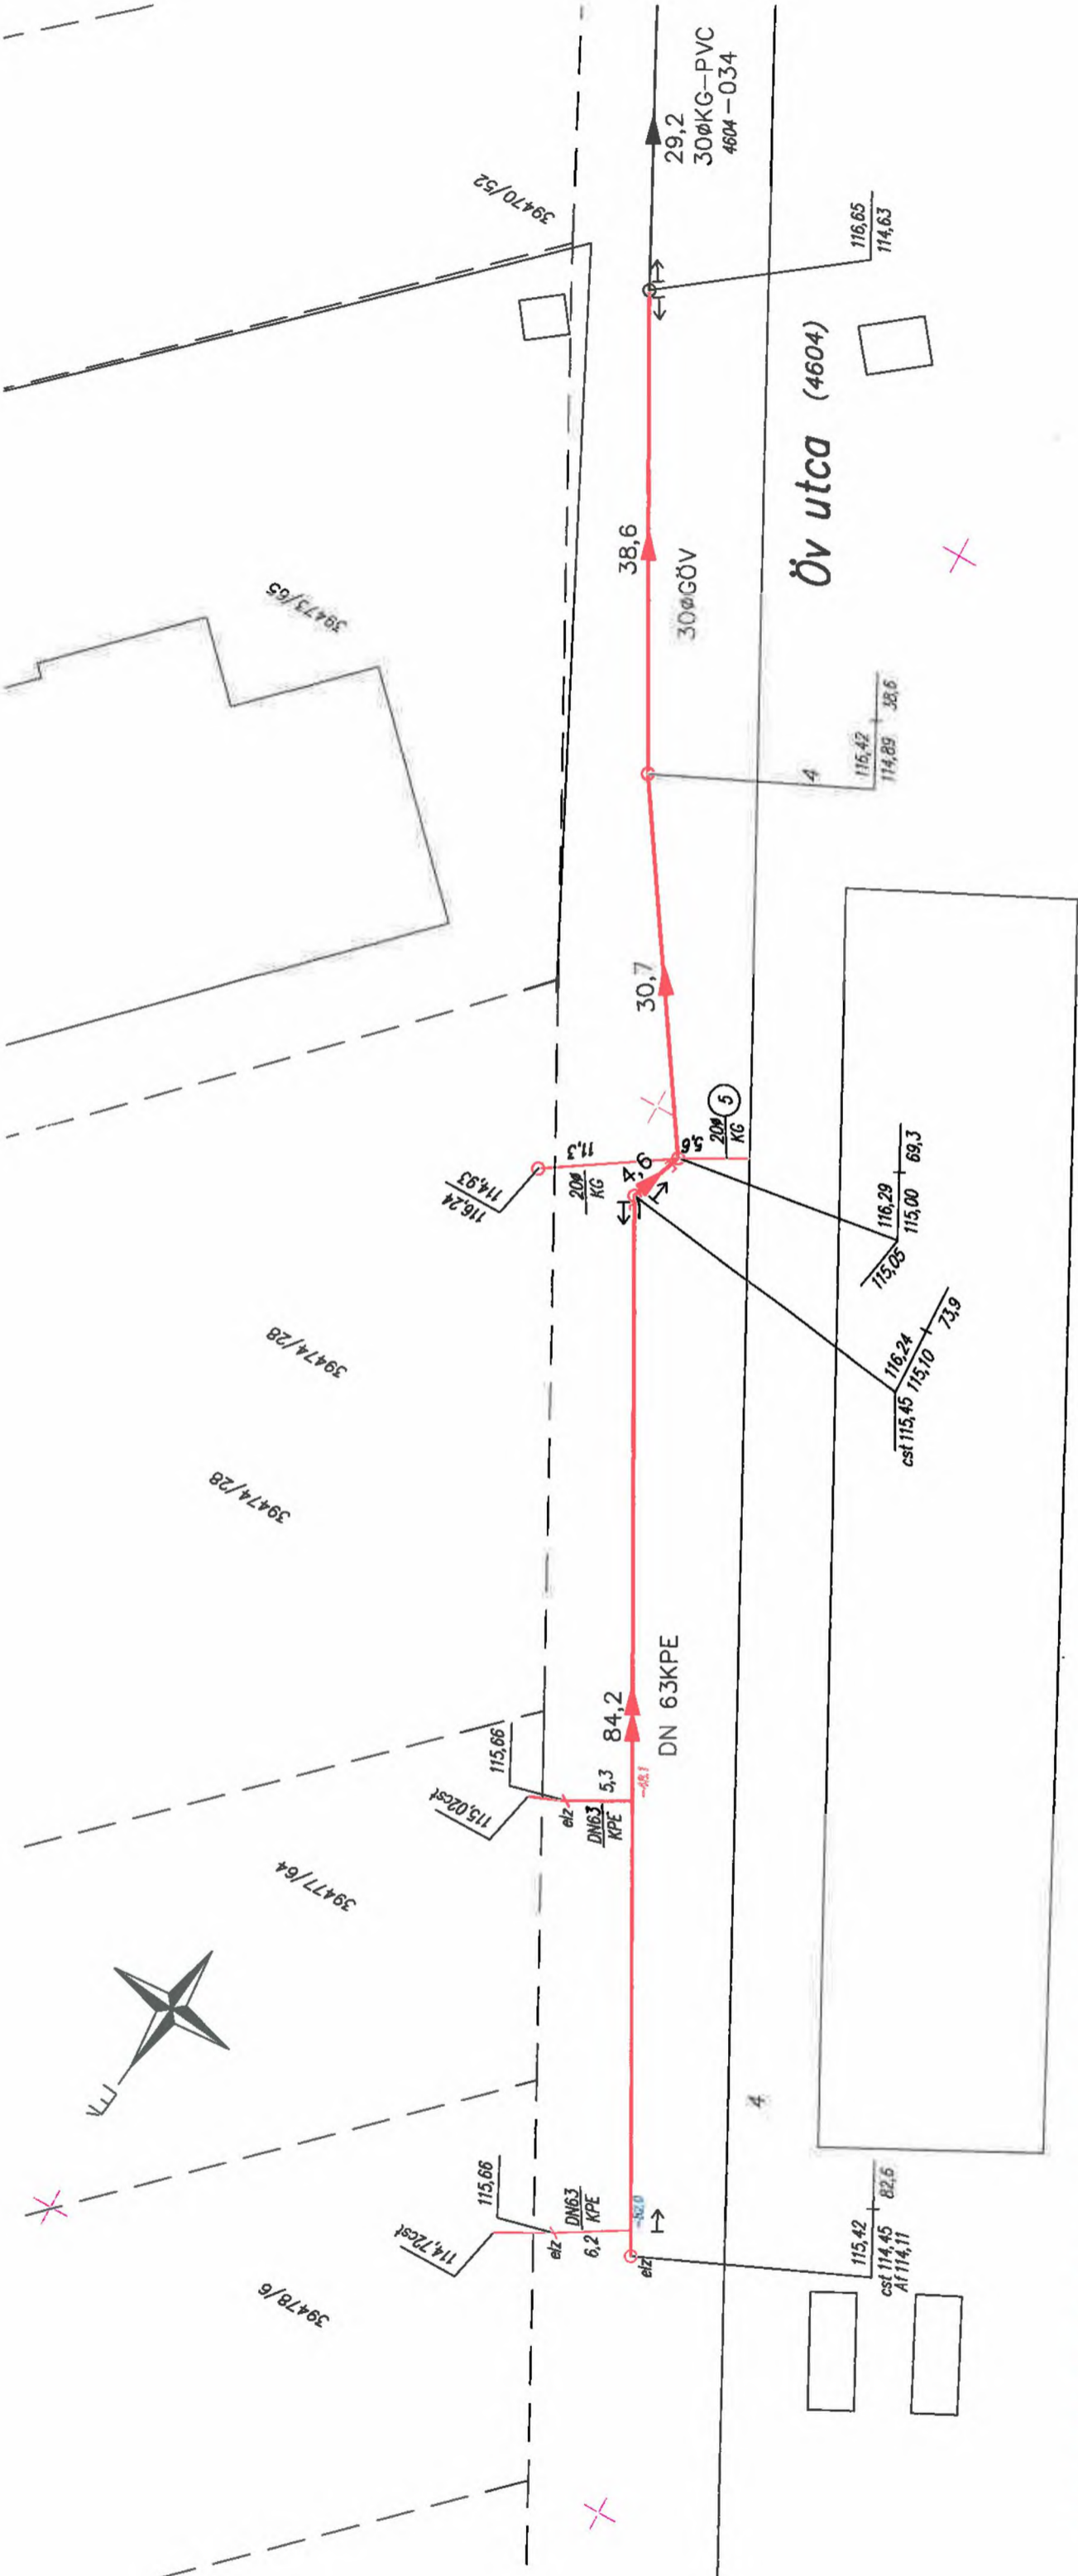 39470/52
29,2
30øKG-PVC
4604-034
116,65
114,63
Öv utca (4604)
38,6
30øGÖV
39473/65
116,42
114,89
38,6
4
30,7
5
20ø
KG
5,6
11,3
20ø
KG
4,6
114,93
116,24
116,29
115,00
69,3
115,05
116,24
115,10
73,9
cst 115,45
39474/28
39474/28
84,2
DN 63KPE
115,66
115,02cst
elz
5,3
DN63
KPE
39477/64
É
4
115,66
114,72cst
elz
6,2
DN63
KPE
-82,0
elz
115,42
cst 114,45
Af 114,11
82,6
39478/6